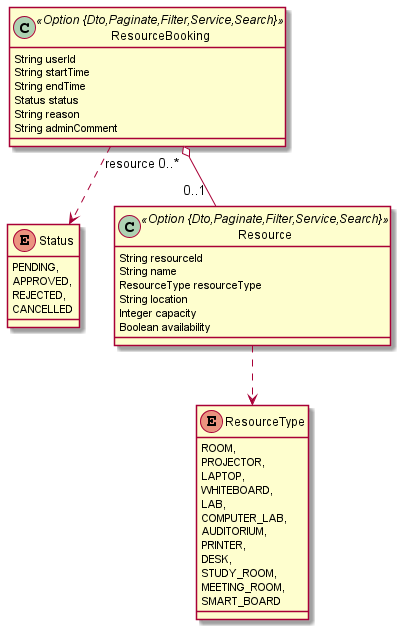 C
«Option {Dto,Paginate,Filter,Service,Search}»
ResourceBooking
String userId
String startTime
String endTime
Status status
String reason
String adminComment
resource 0..*
0..1
E Status
PENDING,
APPROVED,
REJECTED,
CANCELLED
C
«Option {Dto,Paginate,Filter,Service,Search}»
Resource
String resourceId
String name
ResourceType resourceType
String location
Integer capacity
Boolean availability
E ResourceType
ROOM,
PROJECTOR,
LAPTOP,
WHITEBOARD,
LAB,
COMPUTER_LAB,
AUDITORIUM,
PRINTER,
DESK,
STUDY_ROOM,
MEETING_ROOM,
SMART_BOARD